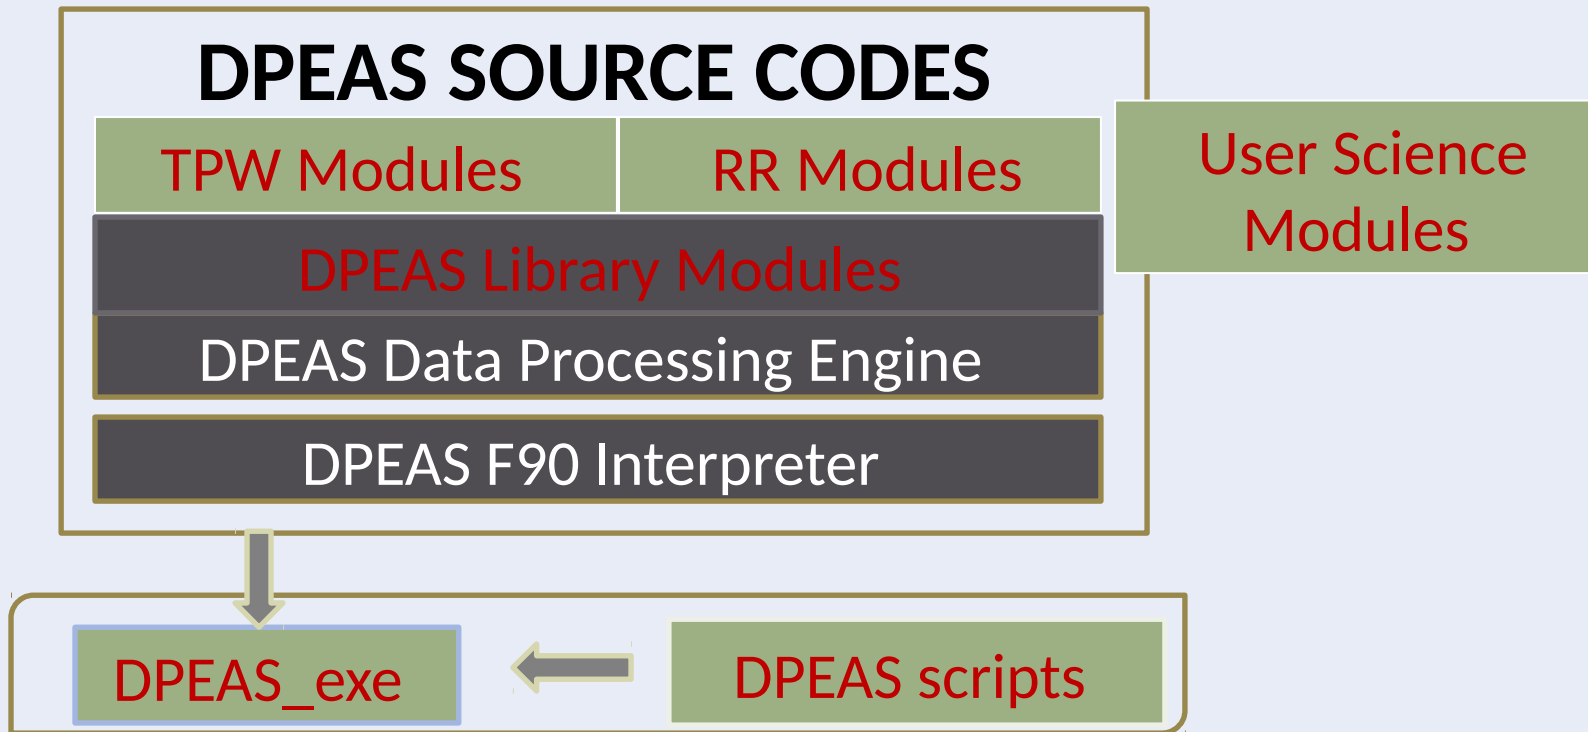 DPEAS SOURCE CODES
TPW Modules
RR Modules
User Science
Modules
DPEAS Library Modules
DPEAS Data Processing Engine
DPEAS F90 Interpreter
DPEAS_exe
DPEAS scripts